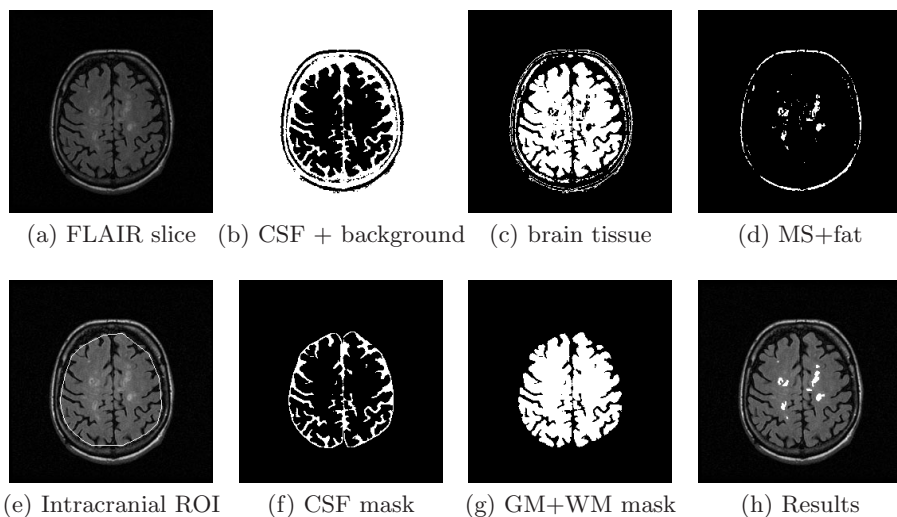 (a) FLAIR slice (b) CSF + background (c) brain tissue (d) MS+fat
(e) Intracranial ROI (f) CSF mask (g) GM+WM mask (h) Results